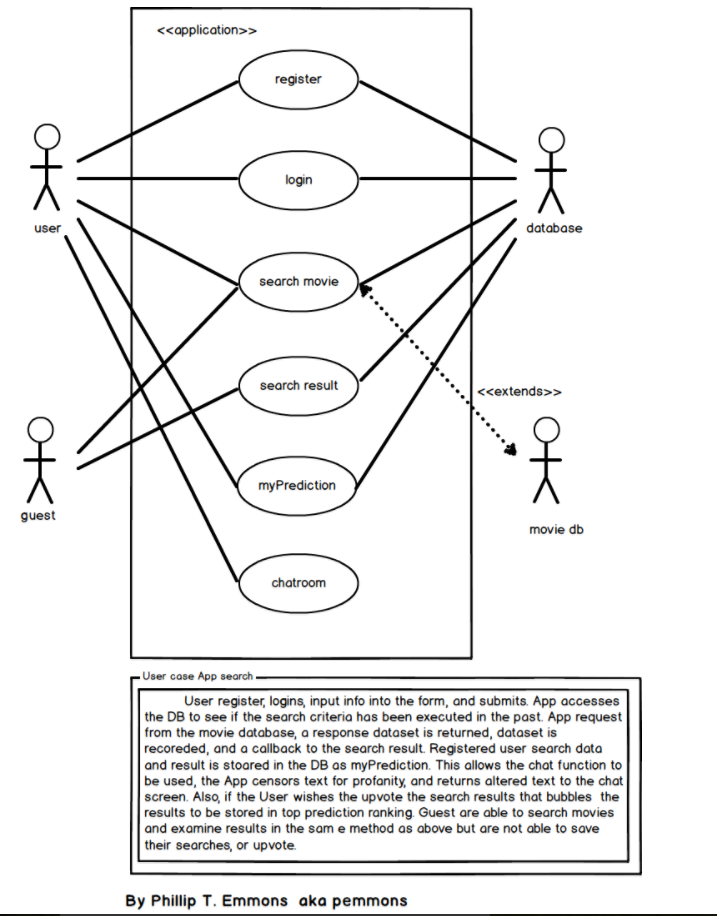 <<application>>
register
login
user
database
search movie
search result
<<extends>>
myPrediction
guest
movie db
chatroom
User case App search
User register, logins, input info into the form, and submits. App accesses
the DB to see if the search criteria has been executed in the past. App request
from the movie database, a response dataset is returned, dataset is
recoreded, and a callback to the search result. Registered user search data
and result is stoared in the DB as myPrediction. This allows the chat function to
be used, the App censors text for profanity, and returns altered text to the chat
screen. Also, if the User wishes the upvote the search results that bubbles the
results to be stored in top prediction ranking. Guest are able to search movies
and examine results in the sam e method as above but are not able to save
their searches, or upvote.
By Phillip T. Emmons aka pemmons